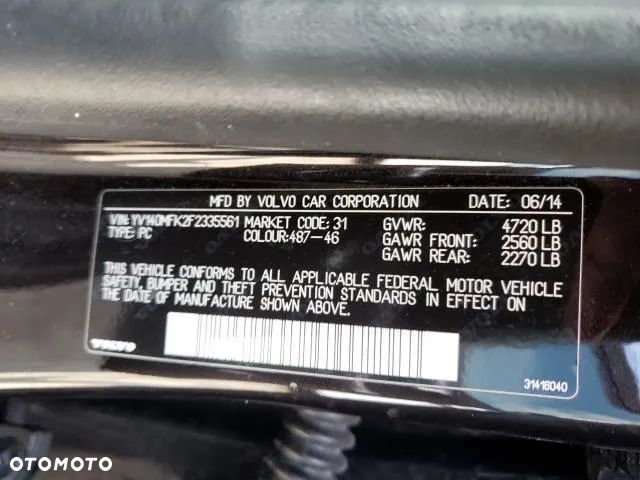 MFD BY VOLVO CAR CORPORATION DATE: 06/14
VIN: YV140MFK2F2335561 MARKET CODE: 31 GVWR: 4720 LB
TYPE: PC COLOUR: 487-46 GAWR FRONT: 2560 LB
GAWR REAR: 2270 LB
THIS VEHICLE CONFORMS TO ALL APPLICABLE FEDERAL MOTOR VEHICLE
SAFETY, BUMPER AND THEFT PREVENTION STANDARDS IN EFFECT ON
THE DATE OF MANUFACTURE SHOWN ABOVE.
VOLVO
31416040
OTOMOTO